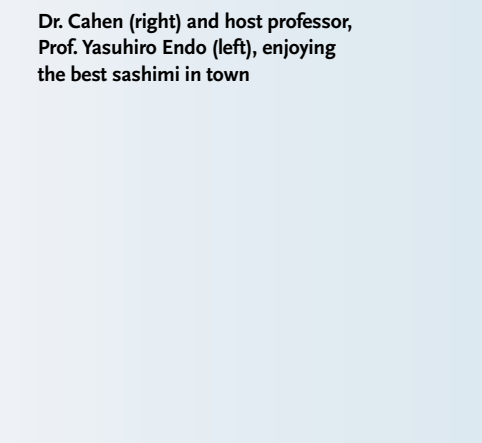 Dr. Cahen (right) and host professor,
Prof. Yasuhiro Endo (left), enjoying
the best sashimi in town